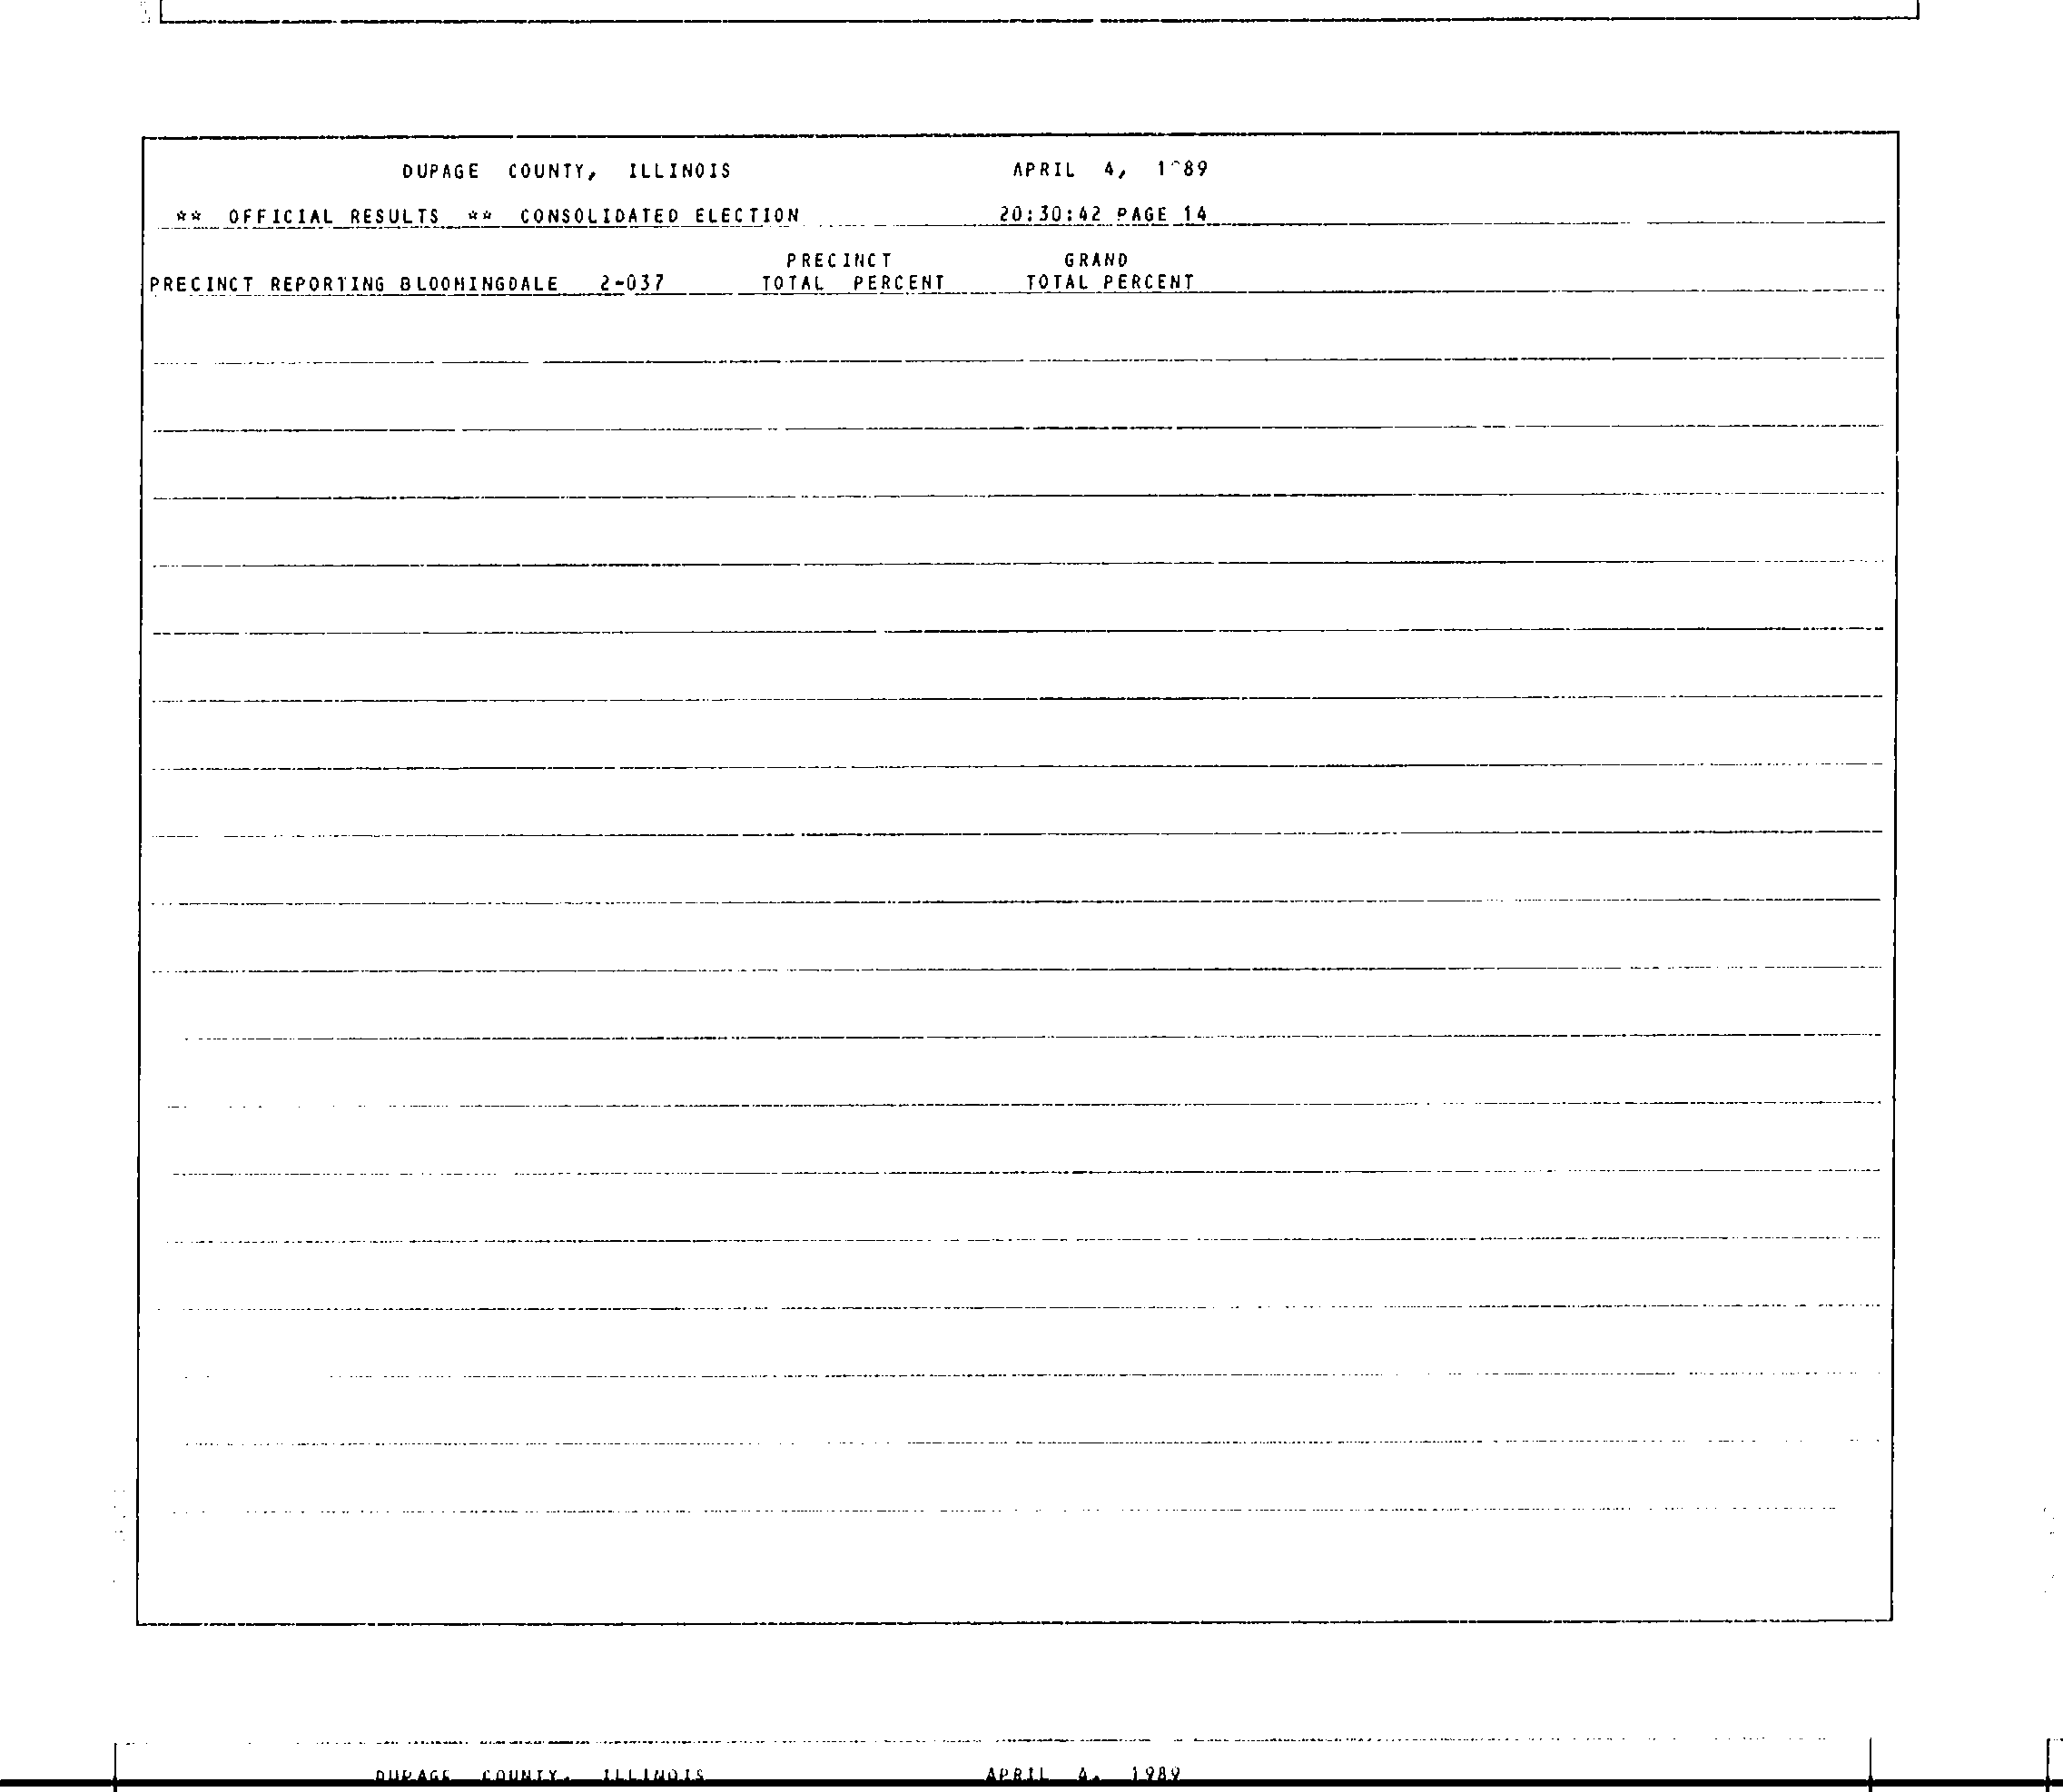 DUPAGE COUNTY, ILLINOIS APRIL 4, 1989
** OFFICIAL RESULTS ** CONSOLIDATED ELECTION 20:30:42 PAGE 14
PRECINCT GRAND
PRECINCT REPORTING BLOOMINGDALE 2-037 TOTAL PERCENT TOTAL PERCENT
DUPAGE COUNTY, ILLINOIS APRIL 4, 1989